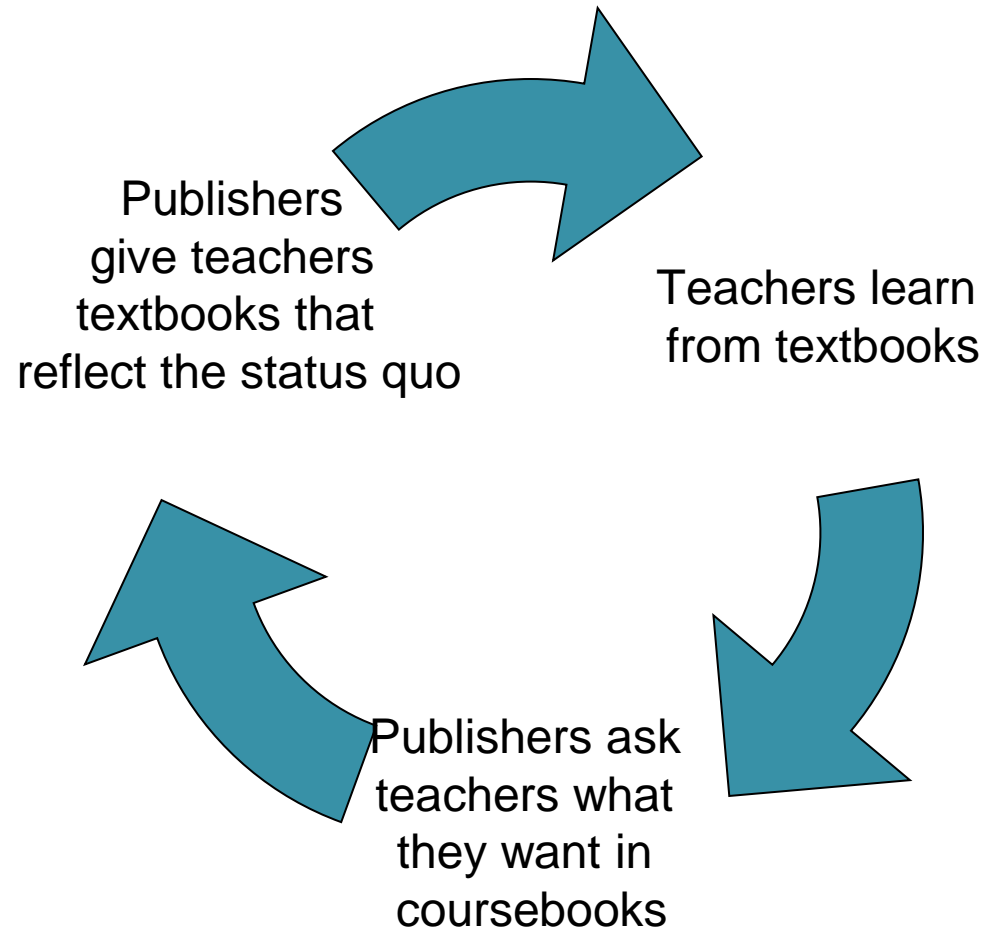 Publishers
give teachers
textbooks that
reflect the status quo
Teachers learn
from textbooks
Publishers ask
teachers what
they want in
coursebooks